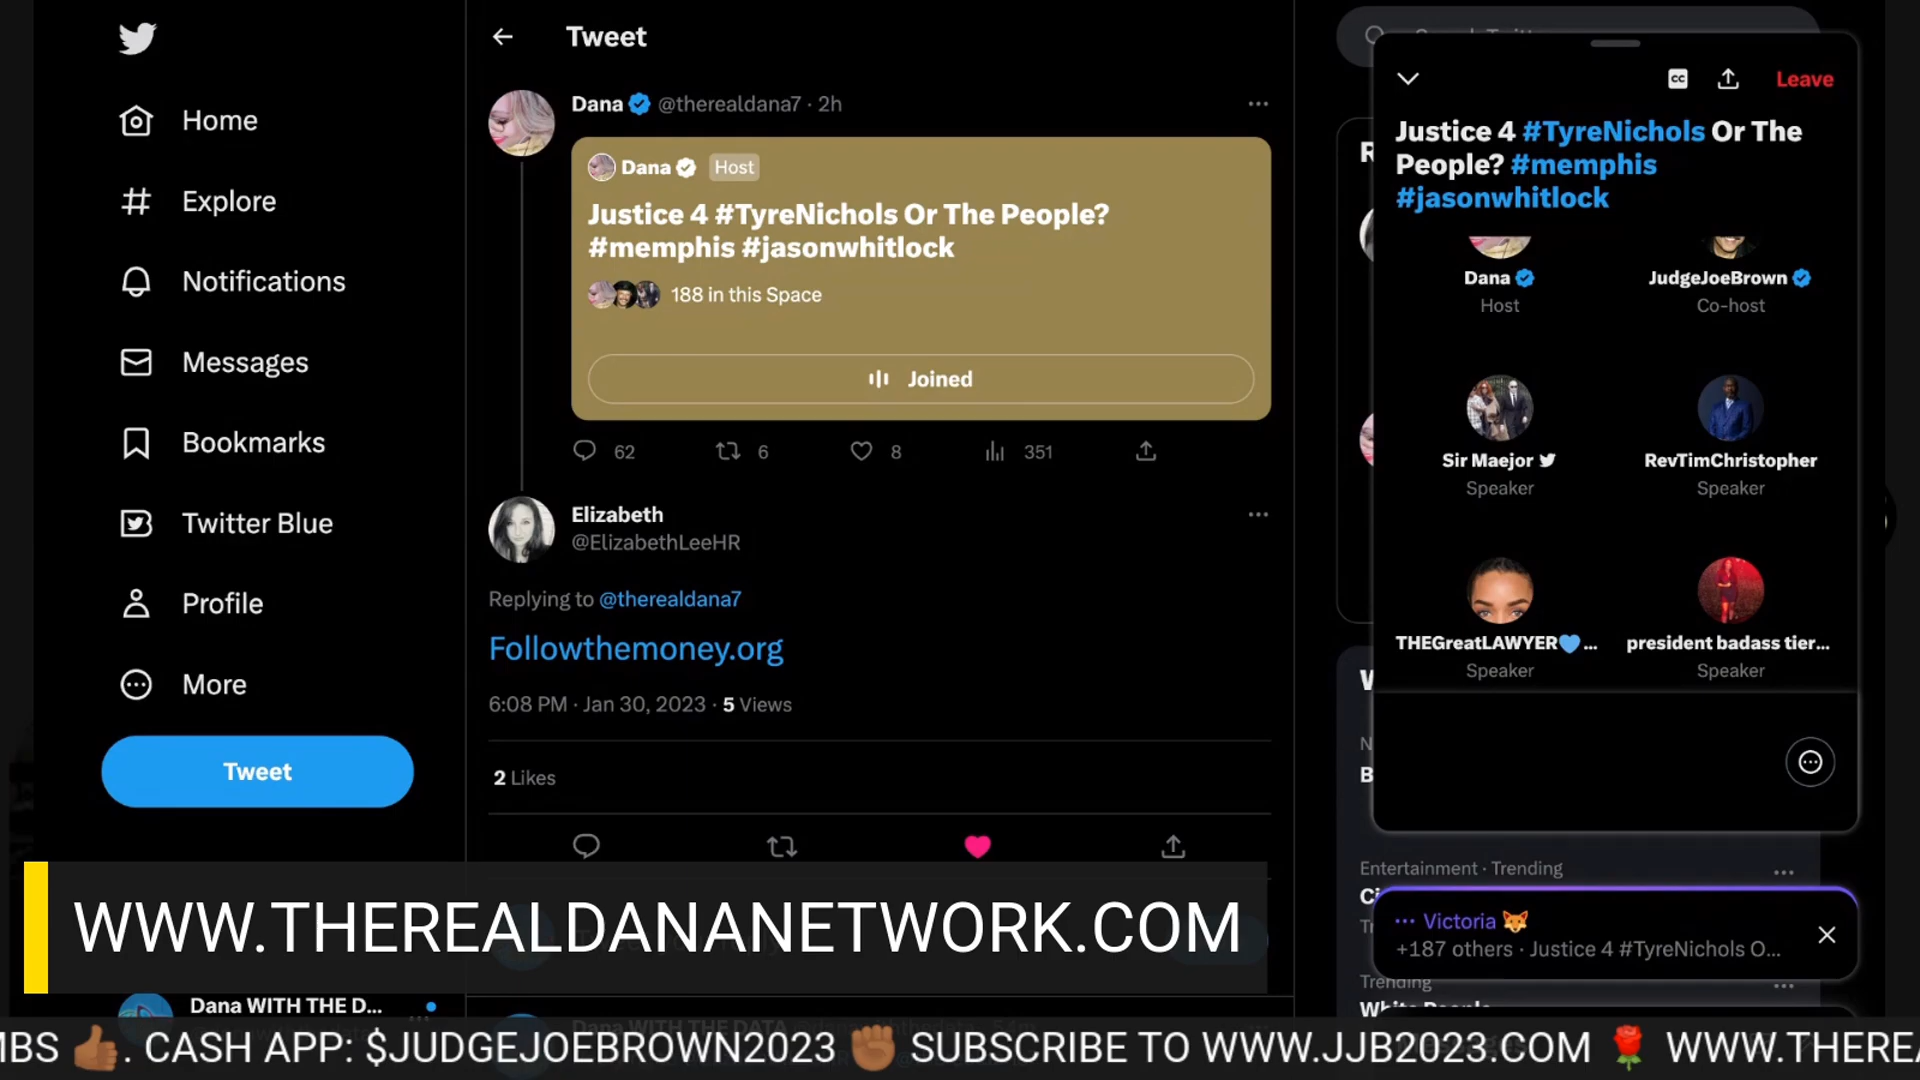 Home
Explore
Notifications
Messages
Bookmarks
Twitter Blue
Profile
More
Tweet
Dana WITH THE D...
Tweet
Dana @therealdana7 · 2h
Dana Host
Justice 4 #TyreNichols Or The People?
#memphis #jasonwhitlock
188 in this Space
Joined
62 6 8 351
Elizabeth
@ElizabethLeeHR
Replying to @therealdana7
Followthemoney.org
6:08 PM · Jan 30, 2023 · 5 Views
2 Likes
Leave
Justice 4 #TyreNichols Or The
People? #memphis
#jasonwhitlock
Dana JudgeJoeBrown
Host Co-host
Sir Maejor RevTimChristopher
Speaker Speaker
THEGreatLAWYER💙... president badass tier...
Speaker Speaker
Entertainment · Trending
Victoria 🦊
+187 others · Justice 4 #TyreNichols O...
Trending
White People
WWW.THEREALDANANETWORK.COM
MBS 👍🏾. CASH APP: $JUDGEJOEBROWN2023 ✊🏾 SUBSCRIBE TO WWW.JJB2023.COM 🌹 WWW.THEREA